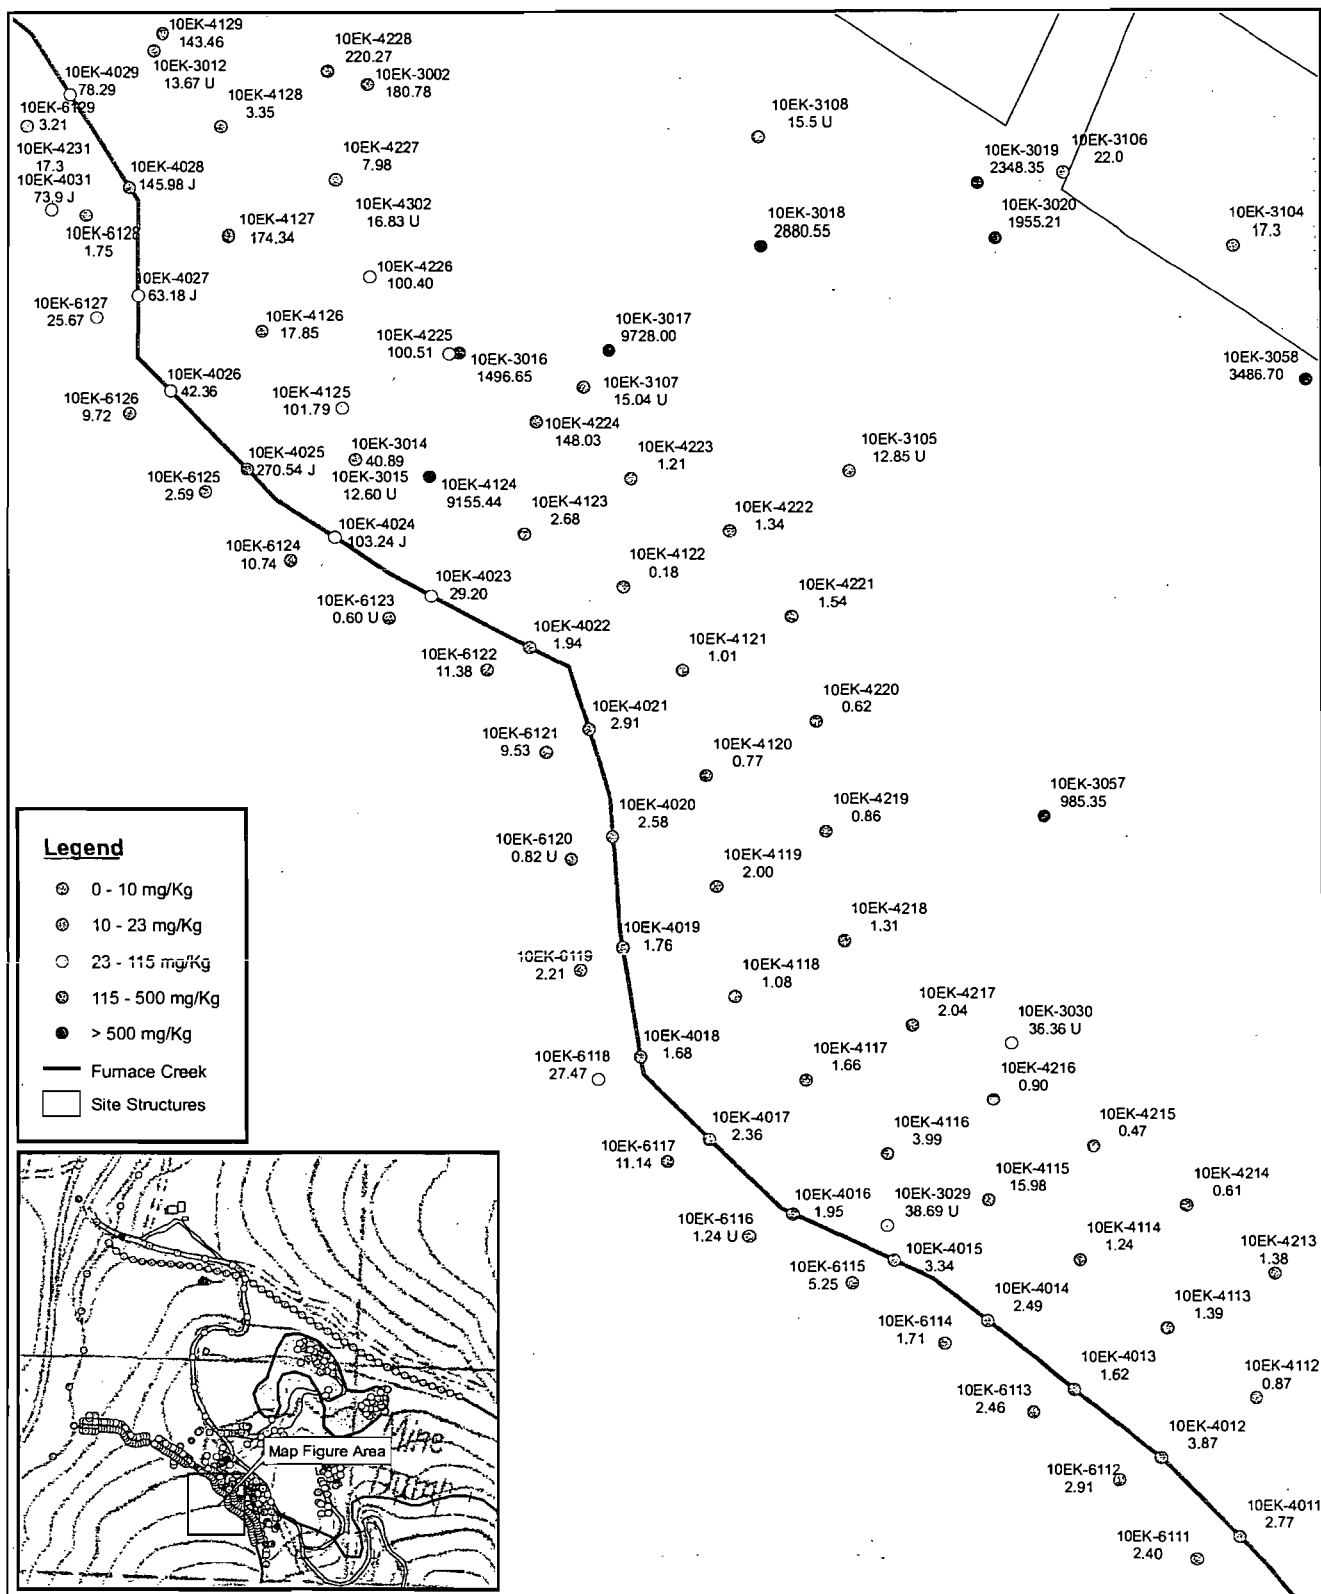 10EK-4129
143.46
10EK-3012
13.67 U
10EK-4228
220.27
10EK-3002
180.78
10EK-4029
78.29
10EK-6129
3.21
10EK-4128
3.35
10EK-3108
15.5 U
10EK-4231
17.3
10EK-4031
73.9 J
10EK-4028
145.98 J
10EK-4227
7.98
10EK-4302
16.83 U
10EK-3019
2348.35
10EK-3106
22.0
10EK-6128
1.75
10EK-4127
174.34
10EK-3018
2880.55
10EK-3020
1955.21
10EK-3104
17.3
10EK-4027
63.18 J
10EK-4226
100.40
10EK-6127
25.67
10EK-4126
17.85
10EK-4225
100.51
10EK-3016
1496.65
10EK-3017
9728.00
10EK-3058
3486.70
10EK-4026
42.36
10EK-4125
101.79
10EK-3107
15.04 U
10EK-6126
9.72
10EK-4224
148.03
10EK-4025
270.54 J
10EK-3014
40.89
10EK-3015
12.60 U
10EK-4124
9155.44
10EK-4223
1.21
10EK-3105
12.85 U
10EK-6125
2.59
10EK-4123
2.68
10EK-4222
1.34
10EK-4024
103.24 J
10EK-6124
10.74
10EK-4122
0.18
10EK-4023
29.20
10EK-4221
1.54
10EK-6123
0.60 U
10EK-4022
1.94
10EK-4121
1.01
10EK-6122
11.38
10EK-4220
0.62
10EK-4021
2.91
10EK-6121
9.53
10EK-4120
0.77
10EK-3057
985.35
10EK-4219
0.86
10EK-4020
2.58
10EK-6120
0.82 U
10EK-4119
2.00
10EK-4218
1.31
10EK-4019
1.76
10EK-6119
2.21
10EK-4118
1.08
10EK-4217
2.04
10EK-3030
36.36 U
10EK-4018
1.68
10EK-6118
27.47
10EK-4117
1.66
10EK-4216
0.90
10EK-4017
2.36
10EK-4116
3.99
10EK-4215
0.47
10EK-6117
11.14
10EK-4115
15.98
10EK-4214
0.61
10EK-4016
1.95
10EK-3029
38.69 U
10EK-6116
1.24 U
10EK-4114
1.24
10EK-4213
1.38
10EK-4015
3.34
10EK-6115
5.25
10EK-4014
2.49
10EK-4113
1.39
10EK-6114
1.71
10EK-4013
1.62
10EK-4112
0.87
10EK-6113
2.46
10EK-4012
3.87
10EK-6112
2.91
10EK-4011
2.77
10EK-6111
2.40
Legend
0 - 10 mg/Kg
10 - 23 mg/Kg
23 - 115 mg/Kg
115 - 500 mg/Kg
> 500 mg/Kg
Furnace Creek
Site Structures
Mine
Map Figure Area
Dump